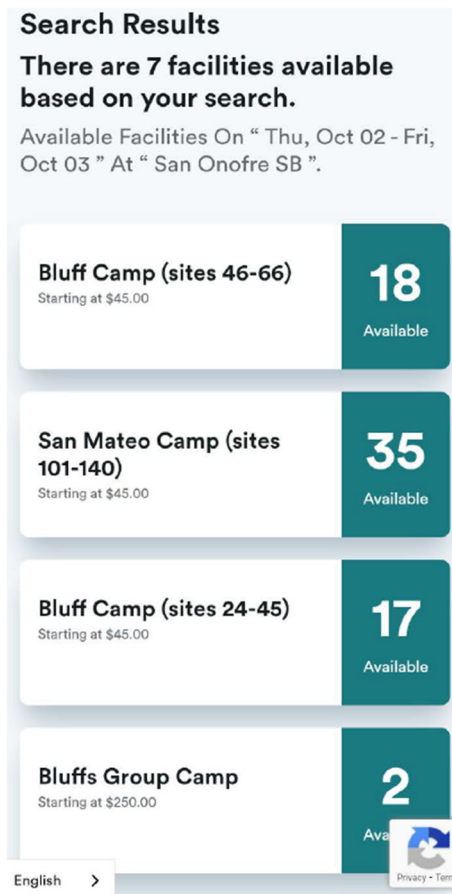 Search Results
There are 7 facilities available
based on your search.
Available Facilities On “ Thu, Oct 02 - Fri,
Oct 03 ” At “ San Onofre SB ”.
Bluff Camp (sites 46-66)
Starting at $45.00
18
Available
San Mateo Camp (sites
101-140)
Starting at $45.00
35
Available
Bluff Camp (sites 24-45)
Starting at $45.00
17
Available
Bluffs Group Camp
Starting at $250.00
2
Ava
Privacy - Tern
English